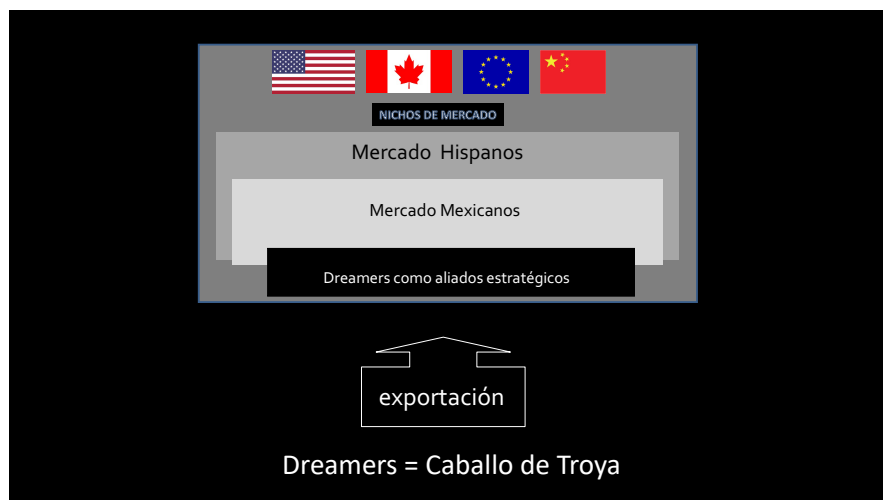 NICHOS DE MERCADO
Mercado Hispanos
Mercado Mexicanos
Dreamers como aliados estratégicos
exportación
Dreamers = Caballo de Troya